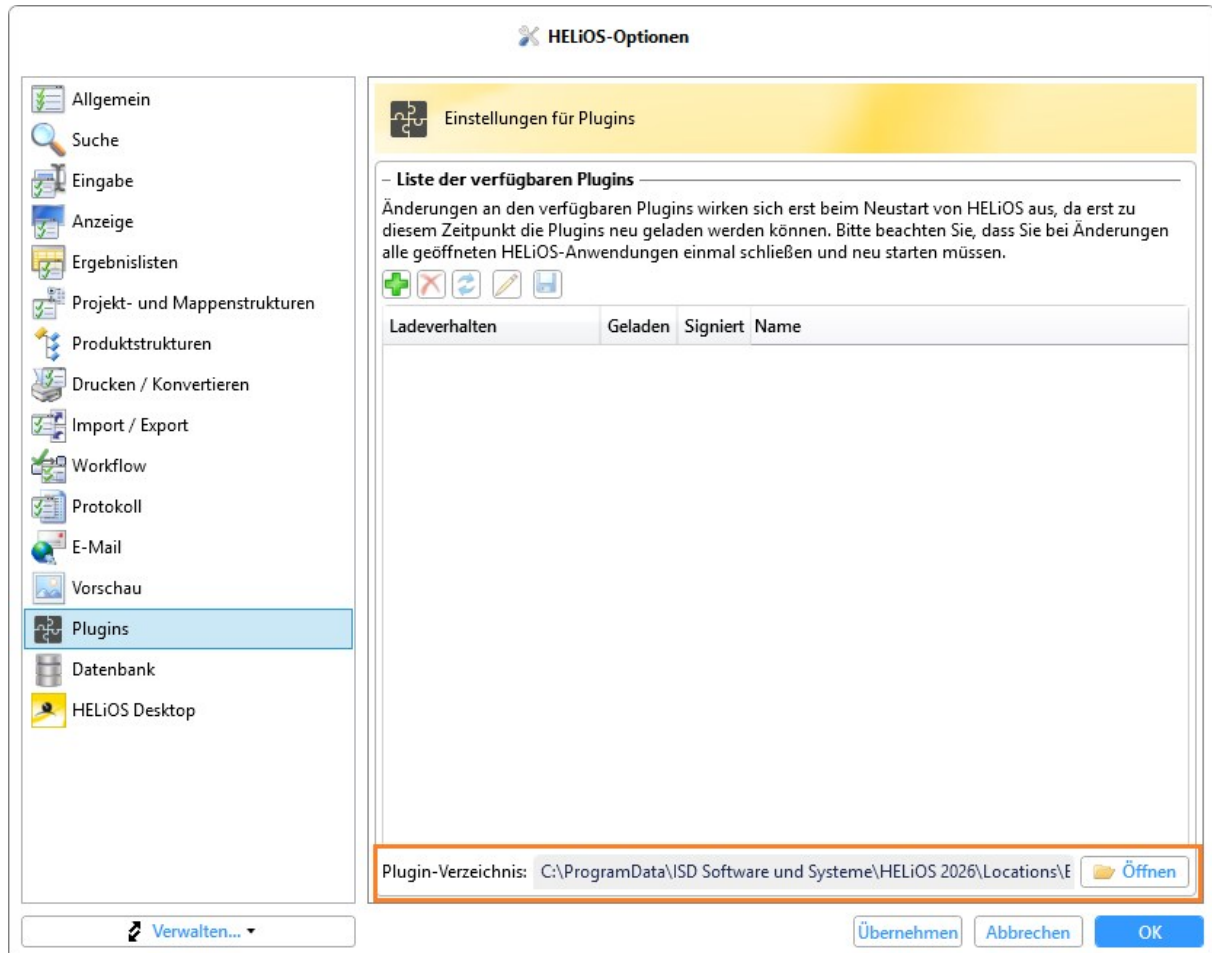 HELiOS-Optionen
Allgemein
Suche
Eingabe
Anzeige
Ergebnislisten
Projekt- und Mappenstrukturen
Produktstrukturen
Drucken / Konvertieren
Import / Export
Workflow
Protokoll
E-Mail
Vorschau
Plugins
Datenbank
HELiOS Desktop
Einstellungen für Plugins
Liste der verfügbaren Plugins
Änderungen an den verfügbaren Plugins wirken sich erst beim Neustart von HELiOS aus, da erst zu
diesem Zeitpunkt die Plugins neu geladen werden können. Bitte beachten Sie, dass Sie bei Änderungen
alle geöffneten HELiOS-Anwendungen einmal schließen und neu starten müssen.
Ladeverhalten Geladen Signiert Name
Plugin-Verzeichnis: C:\ProgramData\ISD Software und Systeme\HELiOS 2026\Locations\E Öffnen
Verwalten... Übernehmen Abbrechen OK